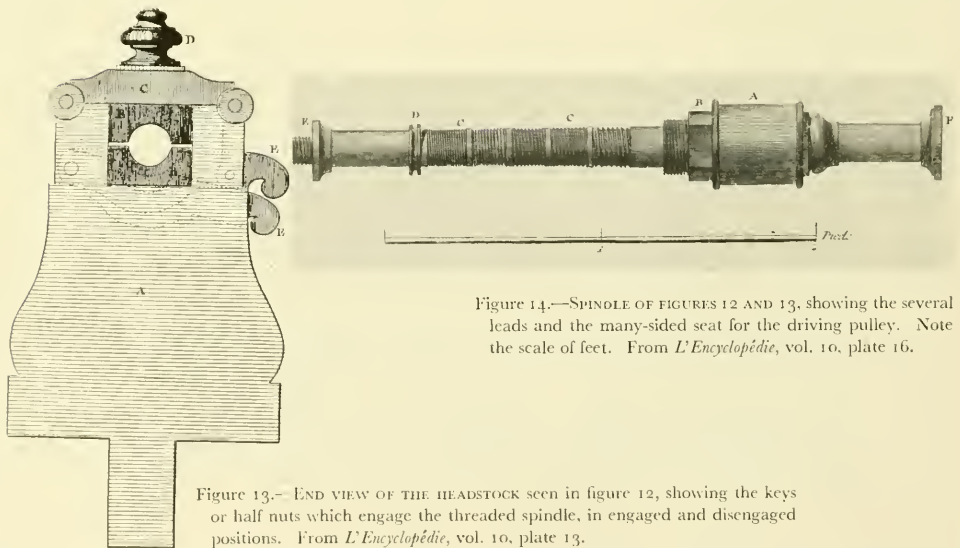 D
C
B
E
E
A
E
D
C
C
B
A
F
Pied.
Figure 14.—SPINDLE OF FIGURES 12 AND 13, showing the several
leads and the many-sided seat for the driving pulley. Note
the scale of feet. From L'Encyclopédie, vol. 10, plate 16.
Figure 13.– END VIEW OF THE HEADSTOCK seen in figure 12, showing the keys
or half nuts which engage the threaded spindle, in engaged and disengaged
positions. From L'Encyclopédie, vol. 10, plate 13.